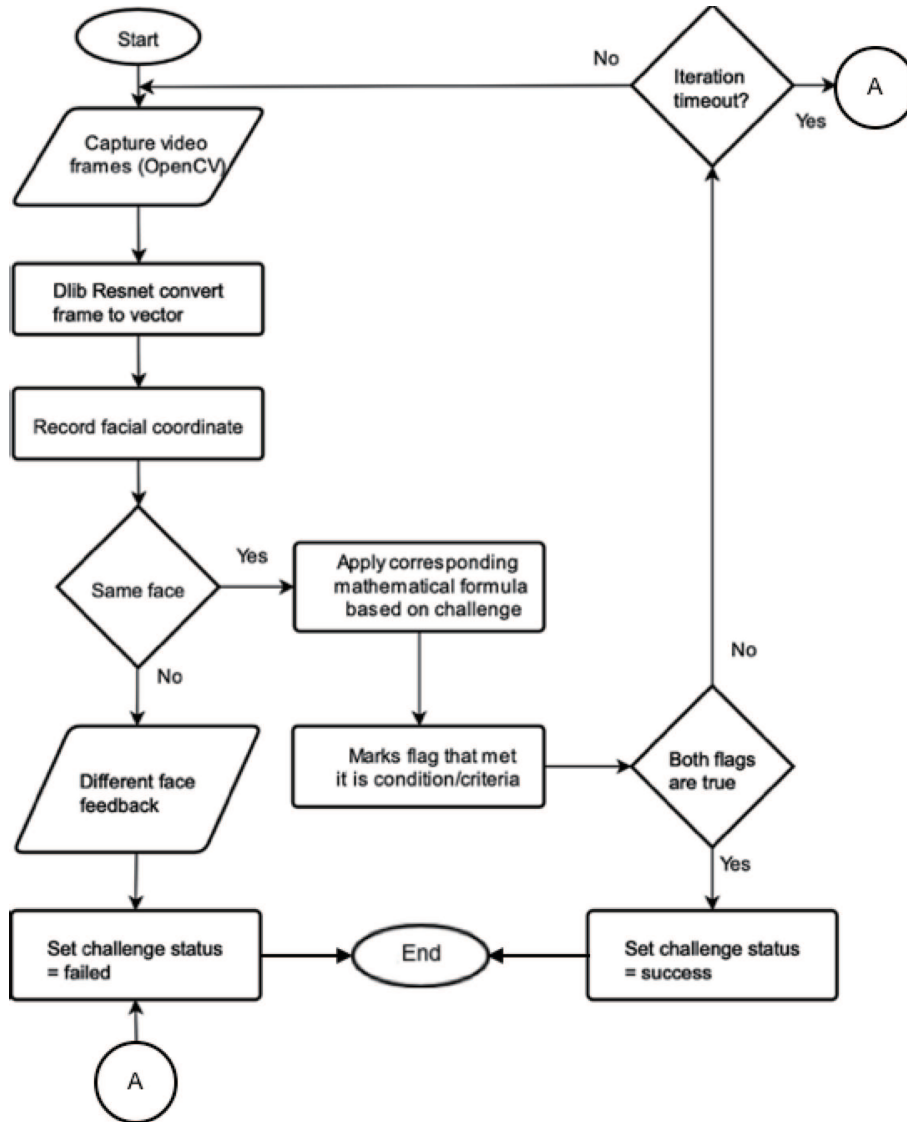 Start
No
Iteration
timeout?
Yes
A
Capture video
frames (OpenCV)
Dlib Resnet convert
frame to vector
Record facial coordinate
Same face
Yes
Apply corresponding
mathematical formula
based on challenge
No
No
Different face
feedback
Marks flag that met
it is condition/criteria
Both flags
are true
Yes
Set challenge status
= failed
End
Set challenge status
= success
A